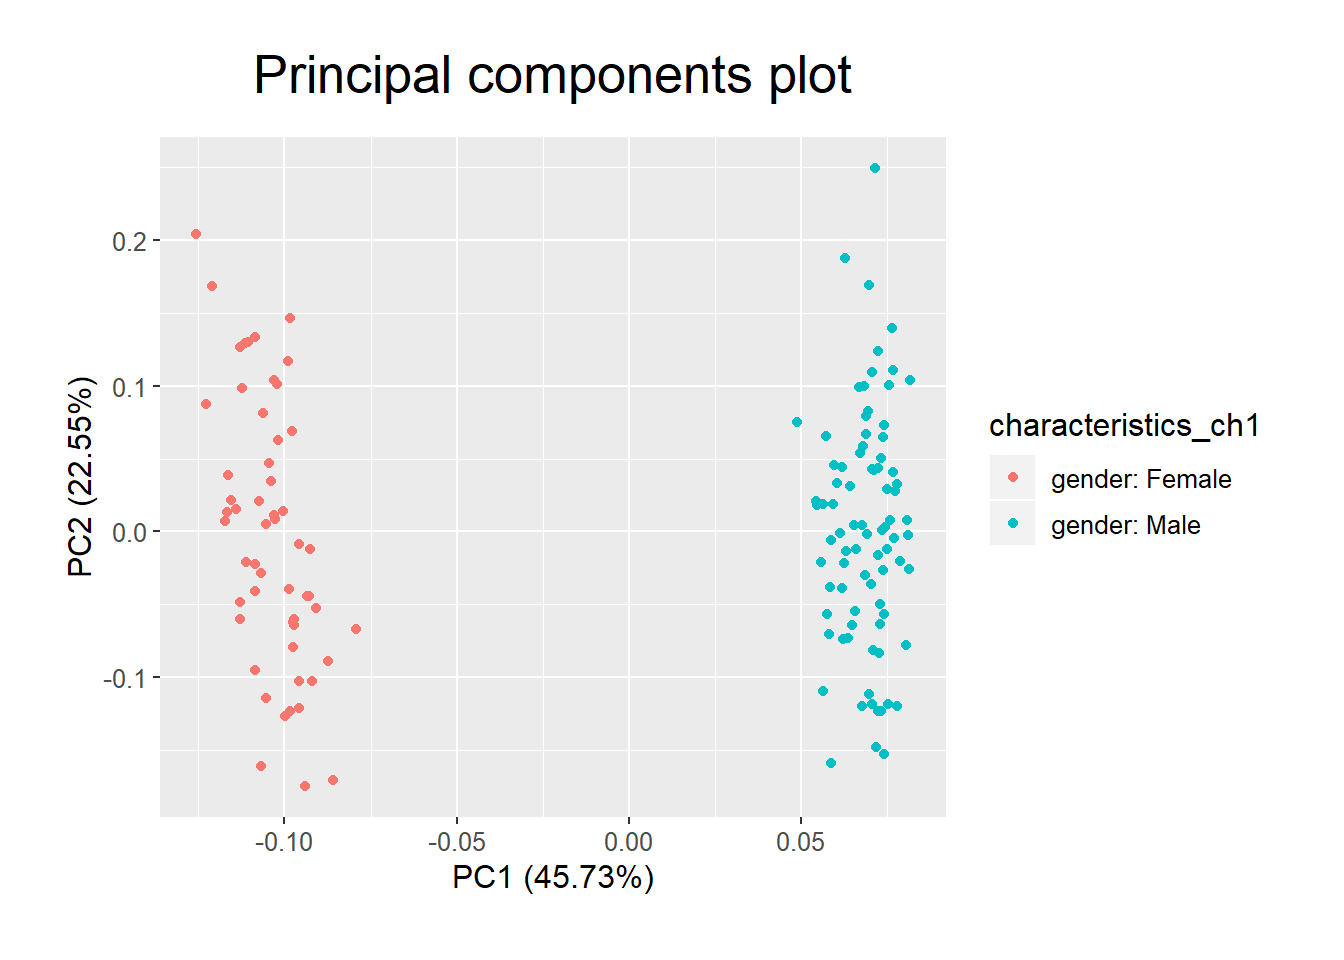 Principal components plot
0.2
0.1
0.0
-0.1
PC2 (22.55%)
-0.10
-0.05
0.00
0.05
PC1 (45.73%)
characteristics_ch1
gender: Female
gender: Male